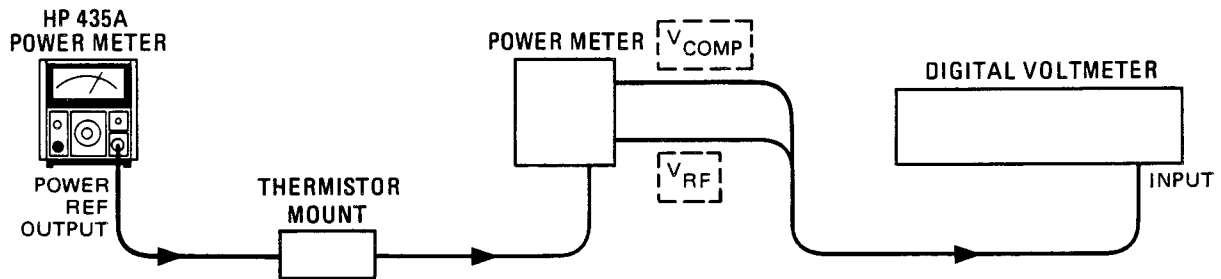 HP 435A
POWER METER
POWER
REF
OUTPUT
THERMISTOR
MOUNT
POWER METER
VCOMP
VRF
DIGITAL VOLTMETER
INPUT